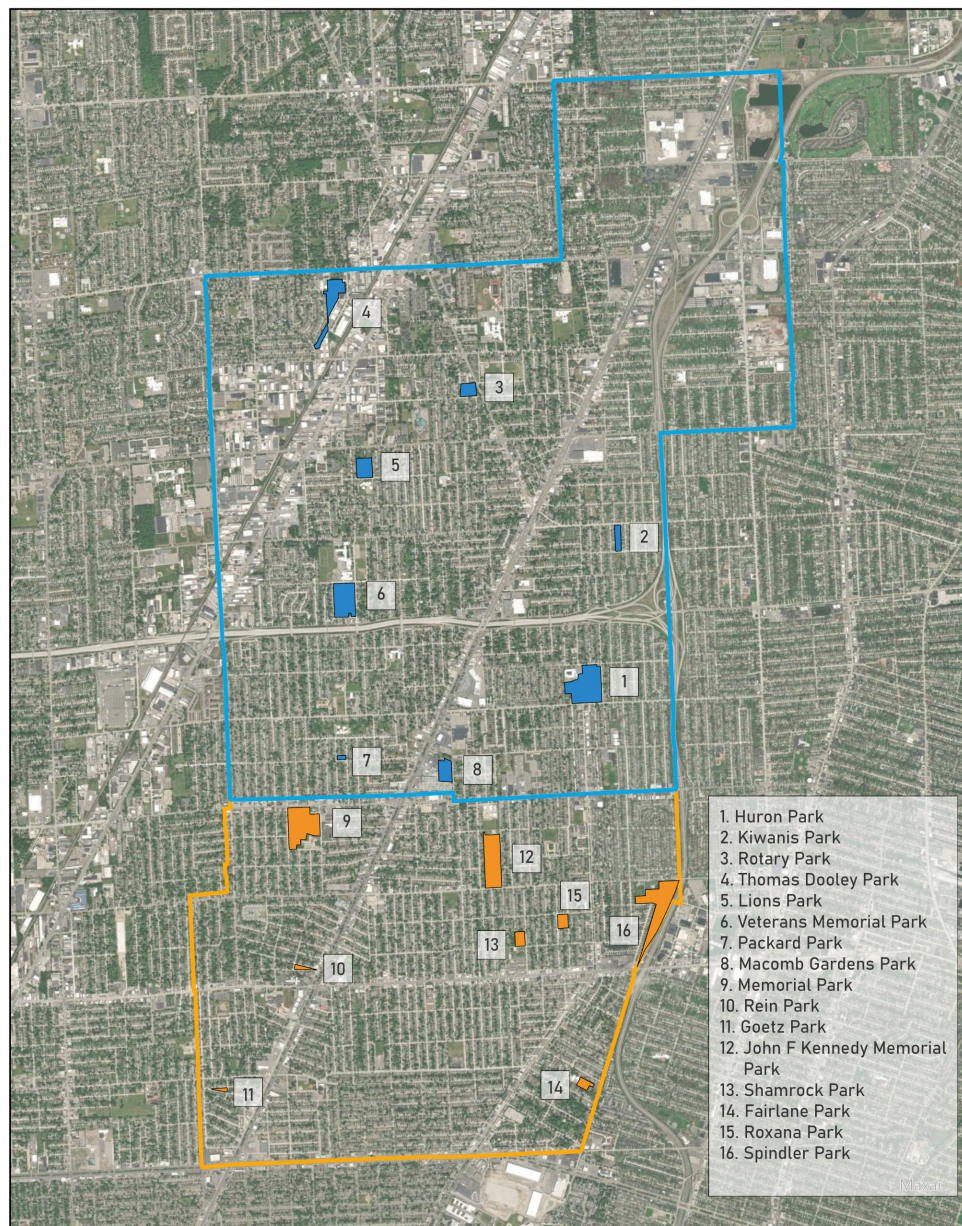 4
3
5
2
6
1
7
8
9
12
15
16
13
10
14
11
1. Huron Park
2. Kiwanis Park
3. Rotary Park
4. Thomas Dooley Park
5. Lions Park
6. Veterans Memorial Park
7. Packard Park
8. Macomb Gardens Park
9. Memorial Park
10. Rein Park
11. Goetz Park
12. John F Kennedy Memorial
Park
13. Shamrock Park
14. Fairlane Park
15. Roxana Park
16. Spindler Park
Maxar